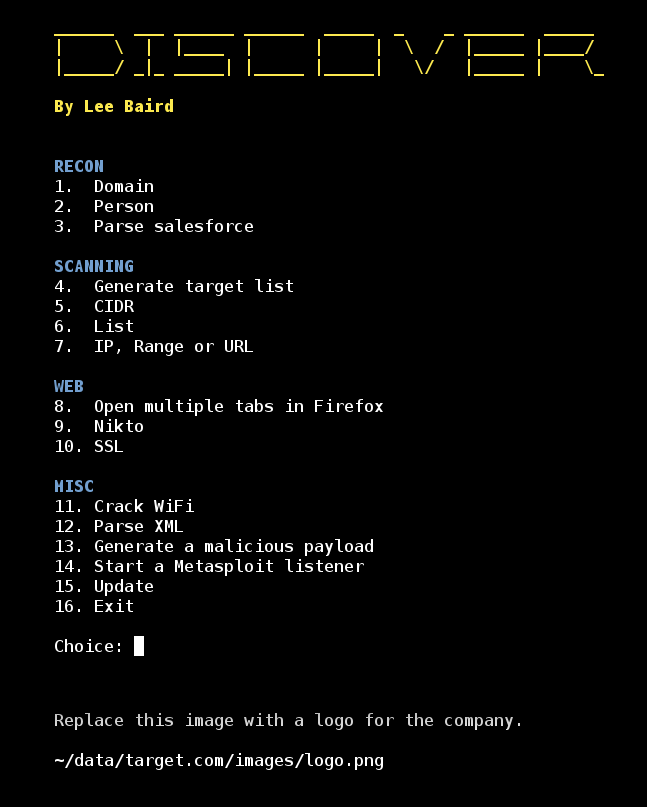 DISCOVER
By Lee Baird
RECON
1. Domain
2. Person
3. Parse salesforce
SCANNING
4. Generate target list
5. CIDR
6. List
7. IP, Range or URL
WEB
8. Open multiple tabs in Firefox
9. Nikto
10. SSL
MISC
11. Crack WiFi
12. Parse XML
13. Generate a malicious payload
14. Start a Metasploit listener
15. Update
16. Exit
Choice:
Replace this image with a logo for the company.
~/data/target.com/images/logo.png